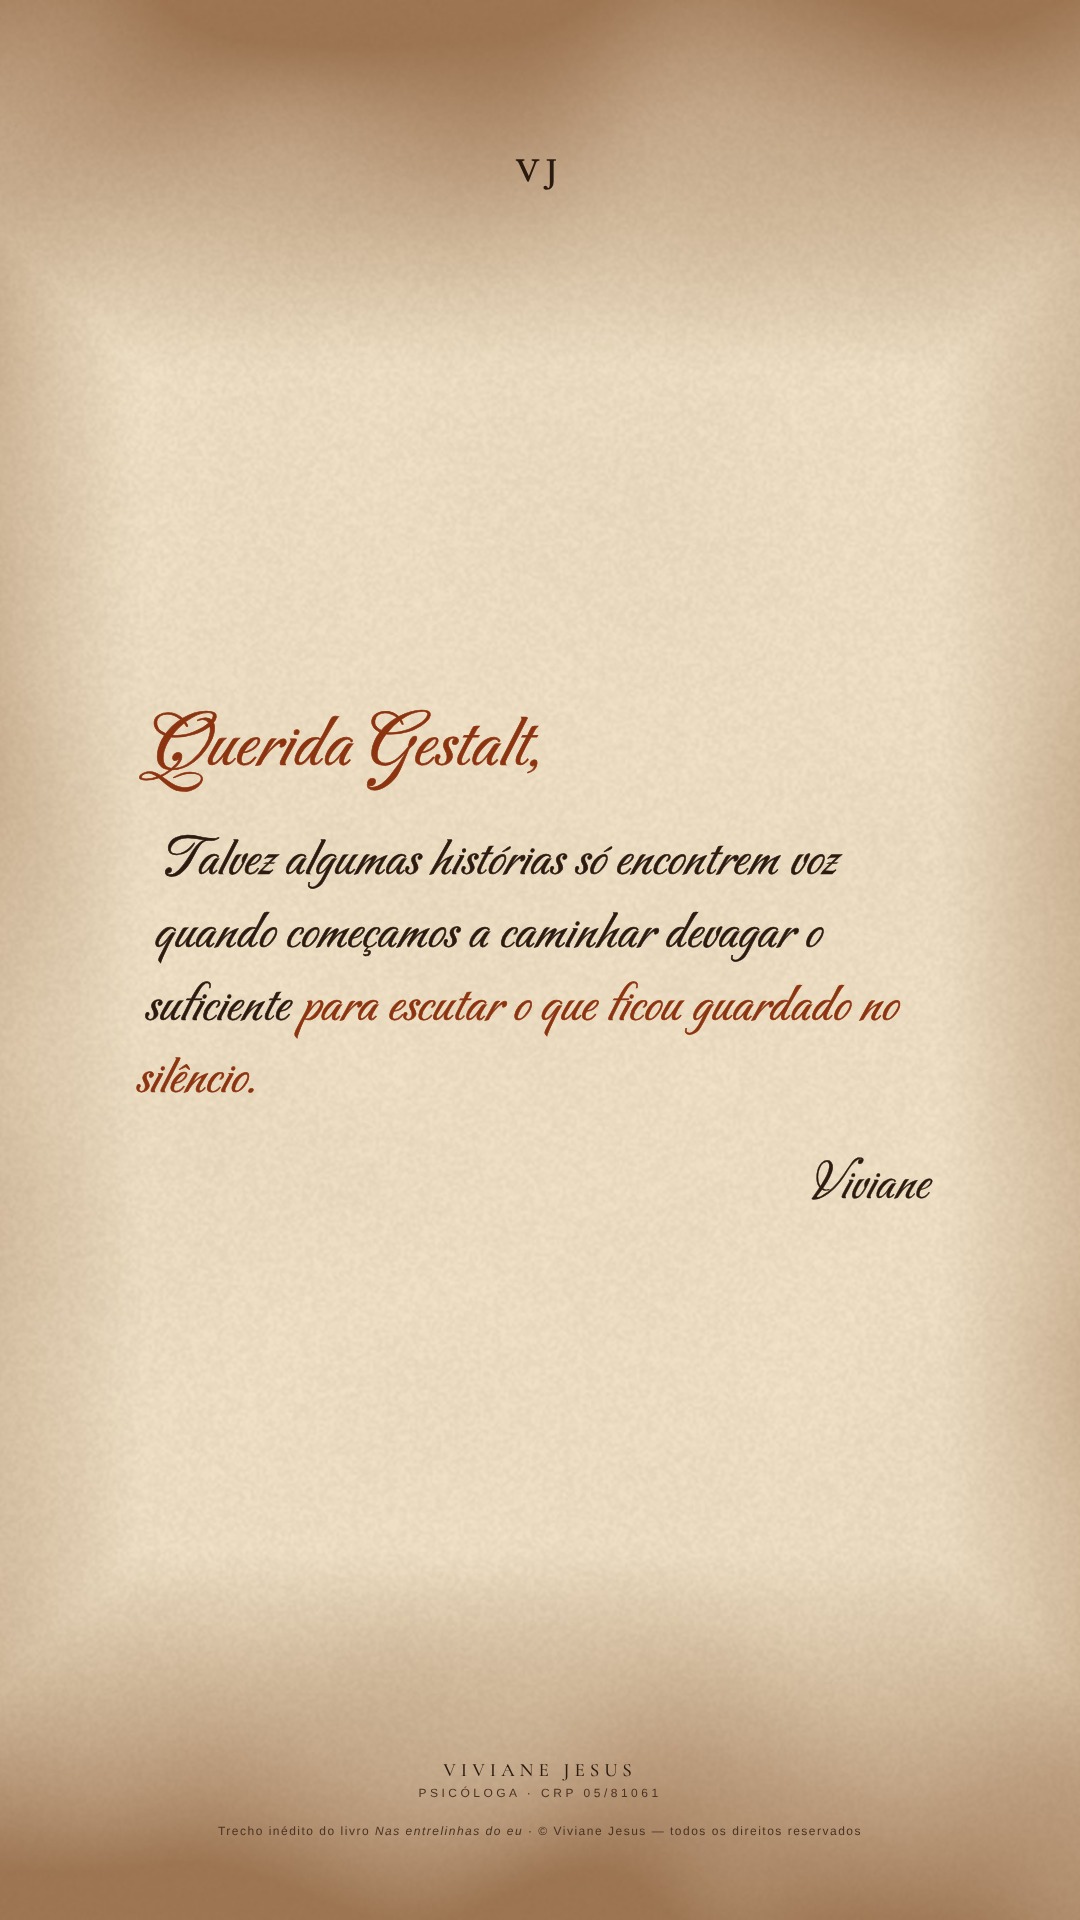 VJ
Querida Gestalt,
Talvez algumas histórias só encontrem voz
quando começamos a caminhar devagar o
suficiente para escutar o que ficou guardado no
silêncio.
Viviane
VIVIANE JESUS
PSICÓLOGA · CRP 05/81061
Trecho inédito do livro Nas entrelinhas do eu · © Viviane Jesus — todos os direitos reservados